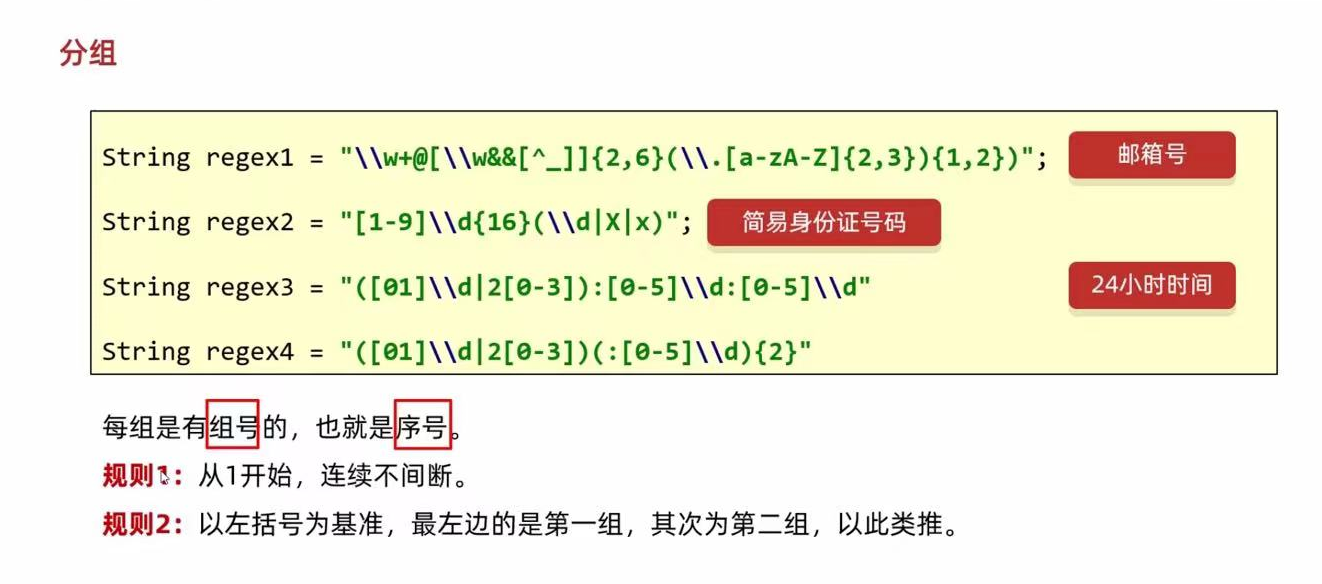 分组
String regex1 = "\\w+@[\\w&&[^_]]{2,6}(\\.[a-zA-Z]{2,3}){1,2})"; 邮箱号
String regex2 = "[1-9]\\d{16}(\\d|X|x)"; 简易身份证号码
String regex3 = "([01]\\d|2[0-3]):[0-5]\\d:[0-5]\\d" 24小时时间
String regex4 = "([01]\\d|2[0-3])(:[0-5]\\d){2}"
每组是有组号的，也就是序号。
规则1：从1开始，连续不间断。
规则2：以左括号为基准，最左边的是第一组，其次为第二组，以此类推。